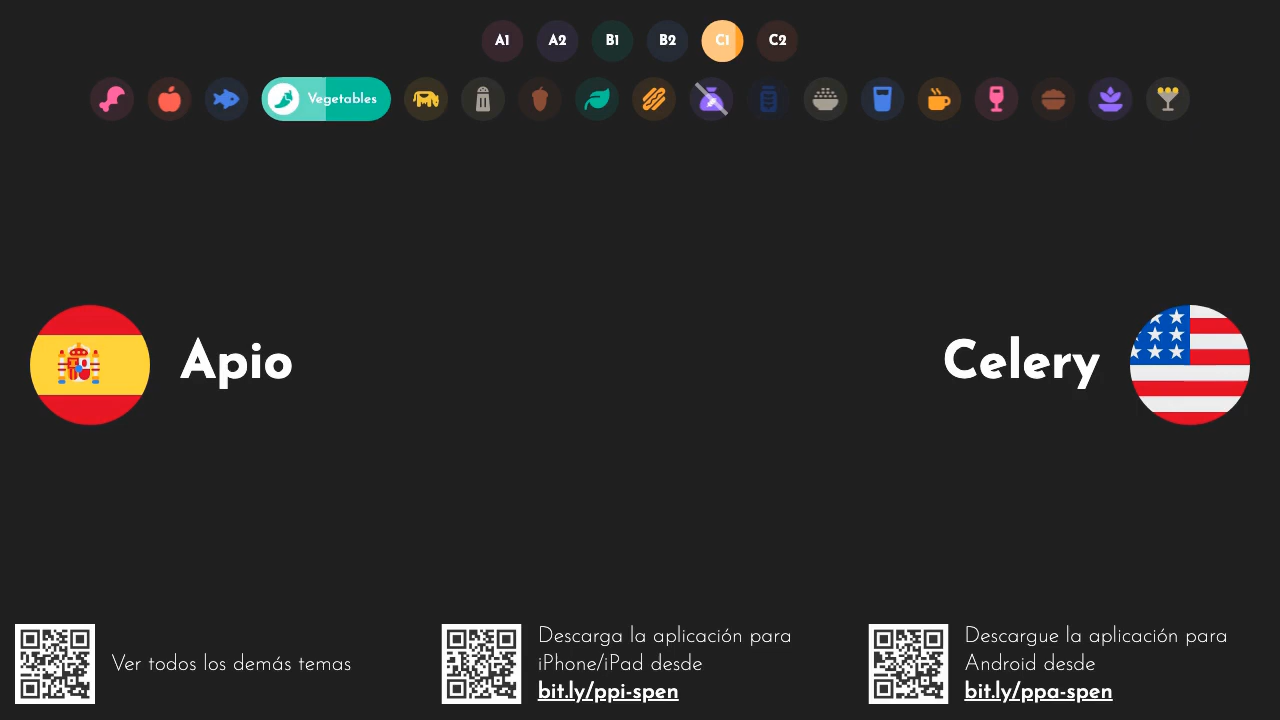 A1 A2 B1 B2 C1 C2
Vegetables
Apio
Celery
Ver todos los demás temas
Descarga la aplicación para
iPhone/iPad desde
bit.ly/ppi-spen
Descargue la aplicación para
Android desde
bit.ly/ppa-spen